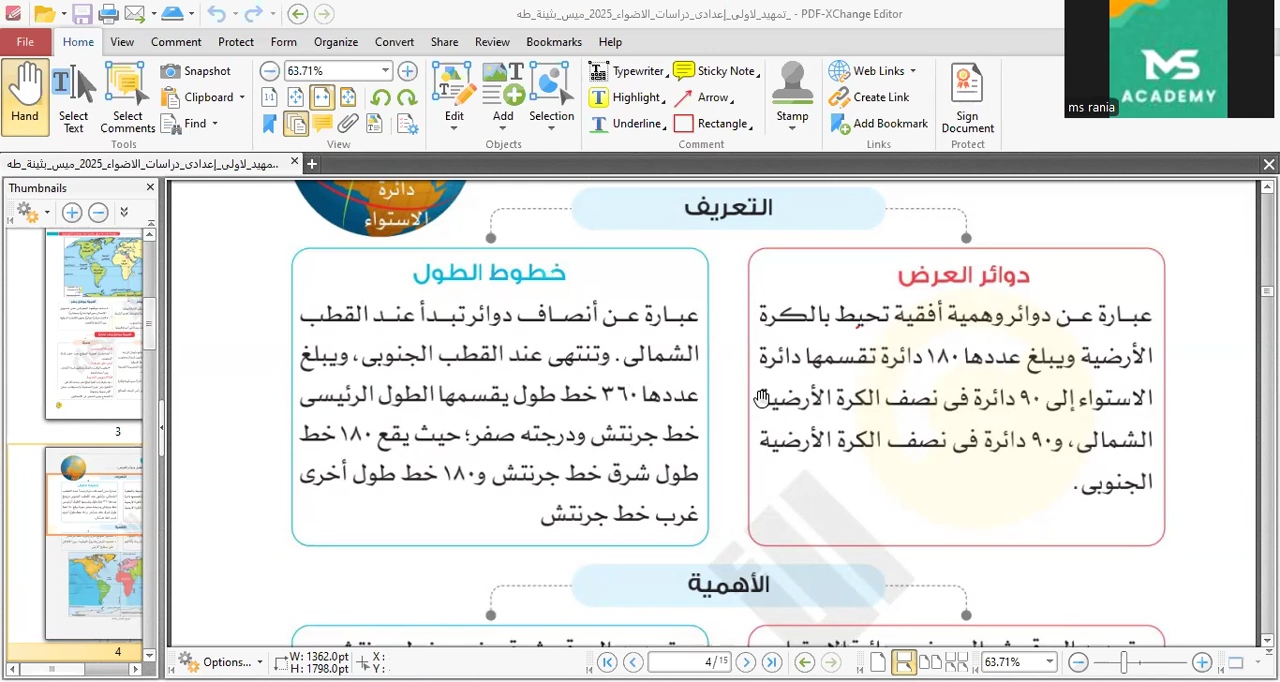 تمهيد_لاولى_إعدادى_دراسات_الاضواء_2025_ميس_بثينة_طه_ - PDF-XChange Editor
File Home View Comment Protect Form Organize Convert Share Review Bookmarks Help
Hand
Select Text
Select Comments
Snapshot
Clipboard
Find
Tools
63.71%
View
Edit
Add
Selection
Objects
Typewriter
Highlight
Underline
Sticky Note
Arrow
Rectangle
Stamp
Comment
Web Links
Create Link
Add Bookmark
Links
Sign Document
Protect
MS
ACADEMY
ms rania
تمهيد_لاولى_إعدادى_دراسات_الاضواء_2025_ميس_بثينة_طه...
Thumbnails
3
4
دائرة
الاستواء
التعريف
دوائر العرض
عبارة عن دوائر وهمية أفقية تحيط بالكرة
الأرضية ويبلغ عددها ١٨٠ دائرة تقسمها دائرة
الاستواء إلى ٩٠ دائرة فى نصف الكرة الأرضية
الشمالى، و٩٠ دائرة فى نصف الكرة الأرضية
الجنوبى.
خطوط الطول
عبارة عن أنصاف دوائر تبدأ عند القطب
الشمالى. وتنتهى عند القطب الجنوبى، ويبلغ
عددها ٣٦٠ خط طول يقسمها الطول الرئيسى
خط جرنتش ودرجته صفر؛ حيث يقع ١٨٠ خط
طول شرق خط جرنتش و١٨٠ خط طول أخرى
غرب خط جرنتش
الأهمية
Options...
W: 1362.0pt
H: 1798.0pt
X:
Y:
4 / 15
63.71%